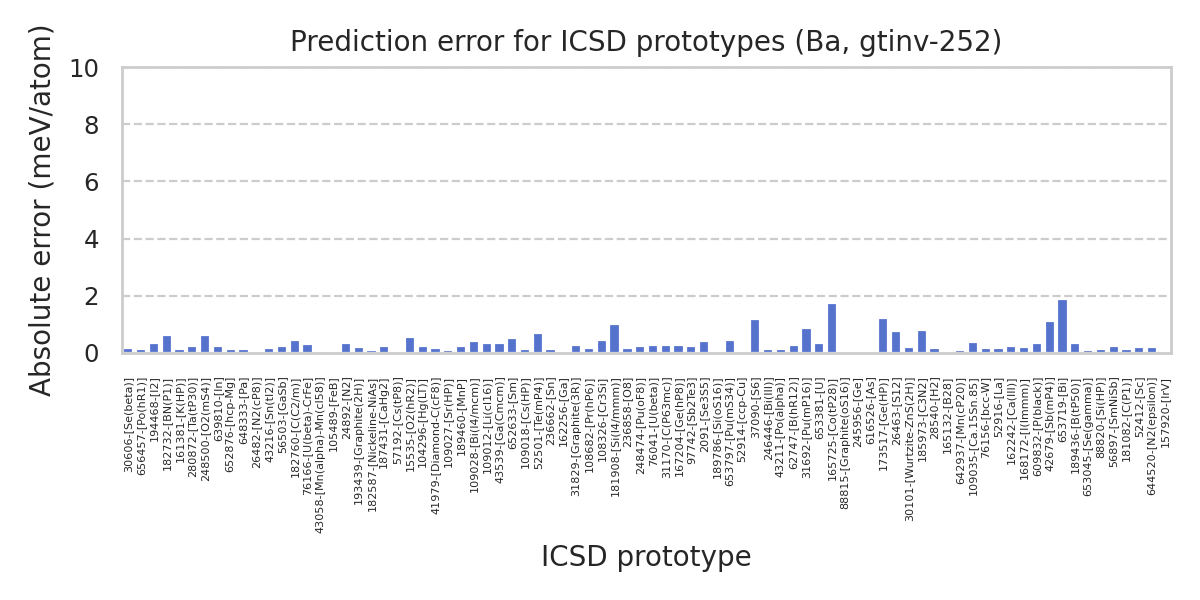 Prediction error for ICSD prototypes (Ba, gtinv-252)
Absolute error (meV/atom)
10
8
6
4
2
0
30606-[Se(beta)]
656457-[Po(hR1)]
194468-[I2]
182732-[BN(P1)]
161381-[K(HP)]
280872-[Ta(tP30)]
248500-[O2(mS4)]
639810-[In]
652876-[hcp-Mg]
648333-[Pa]
26482-[N2(cP8)]
43216-[Sn(tI2)]
56503-[GaSb]
182760-[C(C2/m)]
76166-[U(beta)-CrFe]
43058-[Mn(alpha)-Mn(cI58)]
105489-[FeB]
24892-[N2]
193439-[Graphite(2H)]
182587-[Nickeline-NiAs]
187431-[CaHg2]
57192-[Cs(tP8)]
15535-[O2(hR2)]
104296-[Hg(LT)]
41979-[Diamond-C(cF8)]
109027-[Sr(HP)]
189460-[MnP]
109028-[Bi(I4/mcm)]
109012-[Li(cI16)]
43539-[Ga(Cmcm)]
652633-[Sm]
109018-[Cs(HP)]
52501-[Te(mP4)]
236662-[Sn]
162256-[Ga]
31829-[Graphite(3R)]
108682-[Pr(hP6)]
108326-[Cr3Si]
181908-[Si(I4/mmm)]
236858-[O8]
248474-[Pu(oF8)]
76041-[U(beta)]
31170-[C(P63mc)]
167204-[Ge(hP8)]
97742-[Sb2Te3]
2091-[Se3S5]
189786-[Si(oS16)]
653797-[Pu(mS34)]
52914-[ccp-Cu]
37090-[S6]
246446-[Bi(III)]
43211-[Po(alpha)]
62747-[B(hR12)]
31692-[Pu(mP16)]
653381-[U]
165725-[Co(tP28)]
88815-[Graphite(oS16)]
245956-[Ge]
616526-[As]
173517-[Ge(HP)]
26463-[S12]
30101-[Wurtzite-ZnS(2H)]
185973-[C3N2]
28540-[H2]
165132-[B28]
642937-[Mn(cP20)]
109035-[Ca.15Sn.85]
76156-[bcc-W]
52916-[La]
162242-[Ca(III)]
168172-[I(Immm)]
609832-[P(black)]
42679-[Sb(mP4)]
653719-[Bi]
189436-[B(tP50)]
653045-[Se(gamma)]
88820-[Si(HP)]
56897-[SmNiSb]
181082-[C(P1)]
52412-[Sc]
644520-[N2(epsilon)]
157920-[IrV]
ICSD prototype